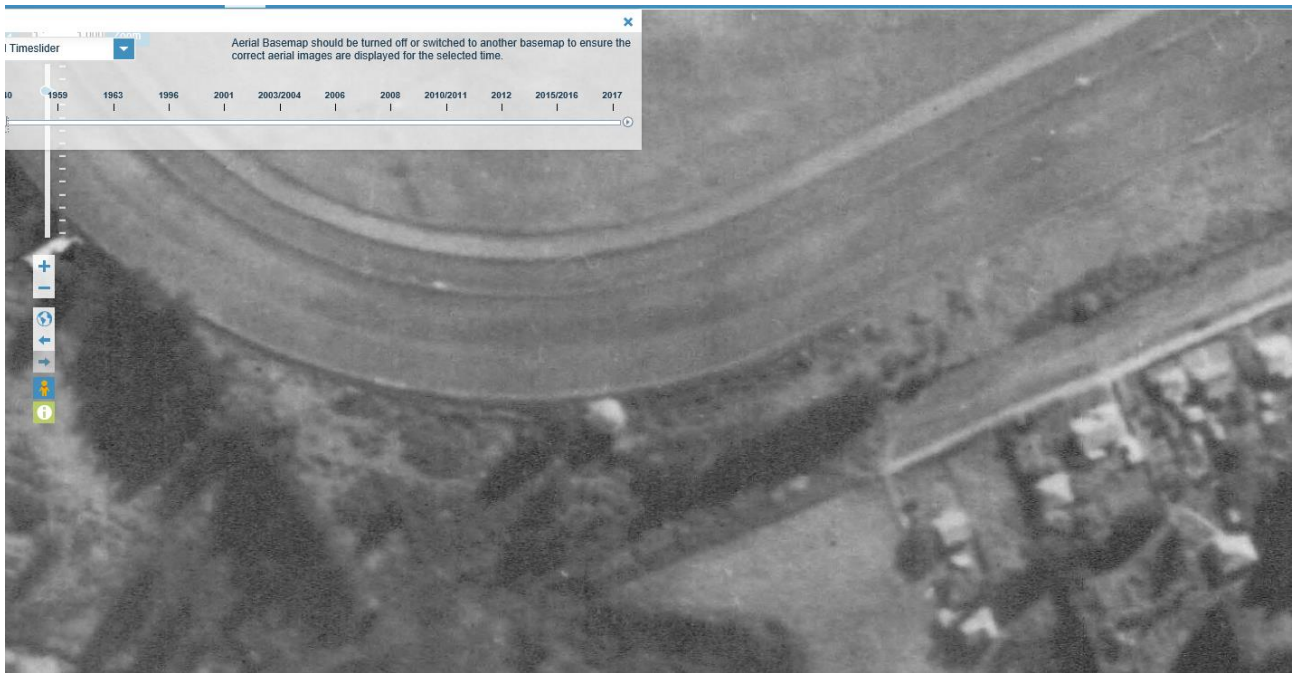 Zoom
Timeslider
Aerial Basemap should be turned off or switched to another basemap to ensure the
correct aerial images are displayed for the selected time.
1959 1963 1996 2001 2003/2004 2006 2008 2010/2011 2012 2015/2016 2017